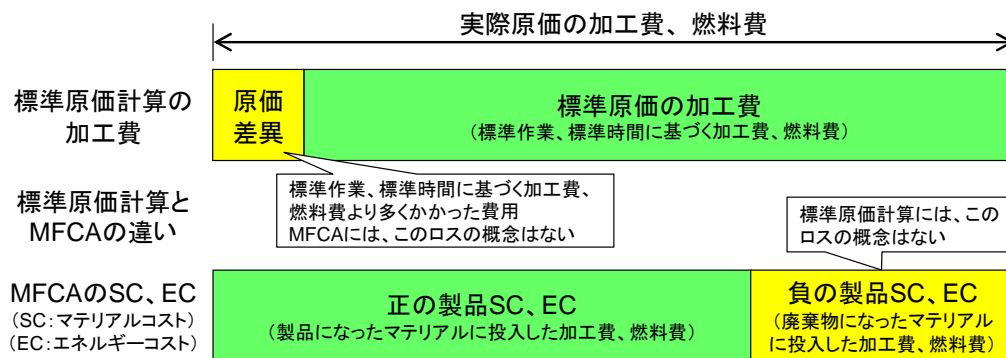 実際原価の加工費、燃料費
標準原価計算の
加工費
原価
差異
標準原価の加工費
(標準作業、標準時間に基づく加工費、燃料費)
標準作業、標準時間に基づく加工費、
燃料費より多くかかった費用
MFCAには、このロスの概念はない
標準原価計算と
MFCAの違い
標準原価計算には、この
ロスの概念はない
MFCAのSC、EC
(SC:マテリアルコスト)
(EC:エネルギーコスト)
正の製品SC、EC
(製品になったマテリアルに投入した加工費、燃料費)
負の製品SC、EC
(廃棄物になったマテリアル
に投入した加工費、燃料費)